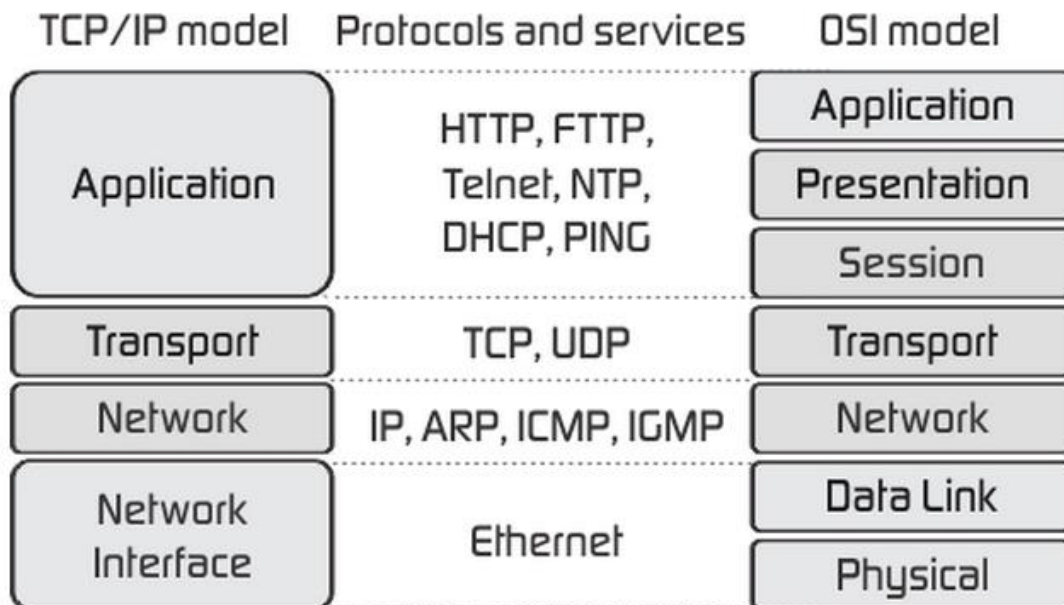 TCP/IP model Protocols and services OSI model
Application
HTTP, FTTP,
Telnet, NTP,
DHCP, PING
Application
Presentation
Session
Transport
TCP, UDP
Transport
Network
IP, ARP, ICMP, IGMP
Network
Network
Interface
Ethernet
Data Link
Physical